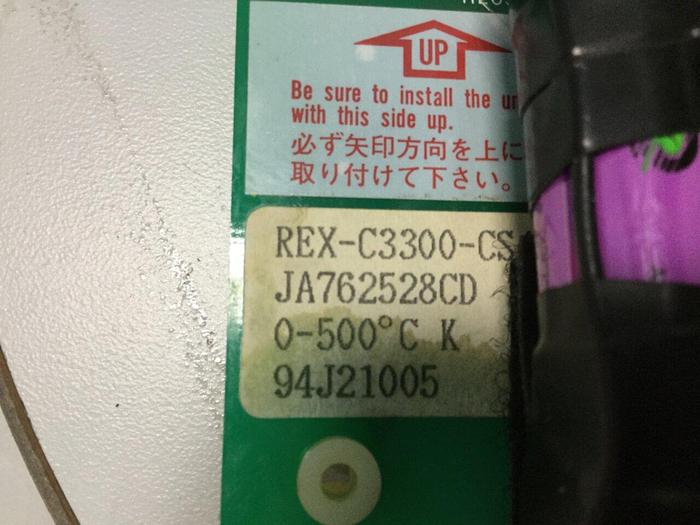 UP
Be sure to install the
with this side up.
必ず矢印方向を上に
取り付けて下さい。
REX-C3300-CS
JA762528CD
0-500°C K
94J21005